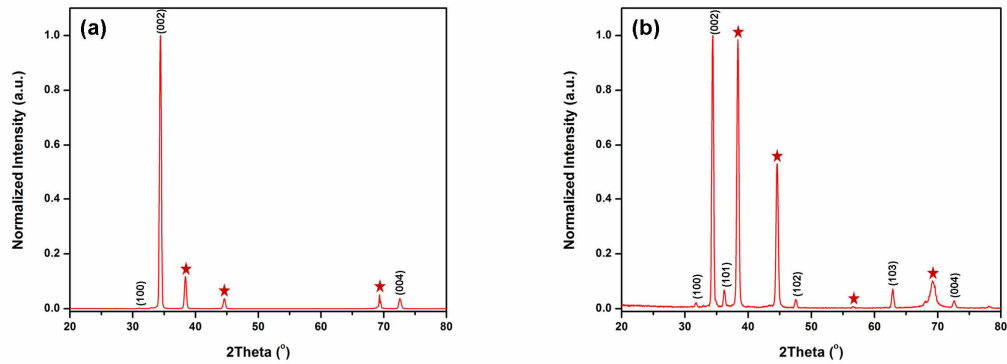 (a)
(002)
1.0
0.8
0.6
0.4
0.2
0.0
(100)
(004)
20 30 40 50 60 70 80
2Theta (°)
Normalized Intensity (a.u.)
(b)
(002)
1.0
0.8
0.6
0.4
0.2
0.0
(100)
(101)
(102)
(103)
(004)
20 30 40 50 60 70 80
2Theta (°)
Normalized Intensity (a.u.)